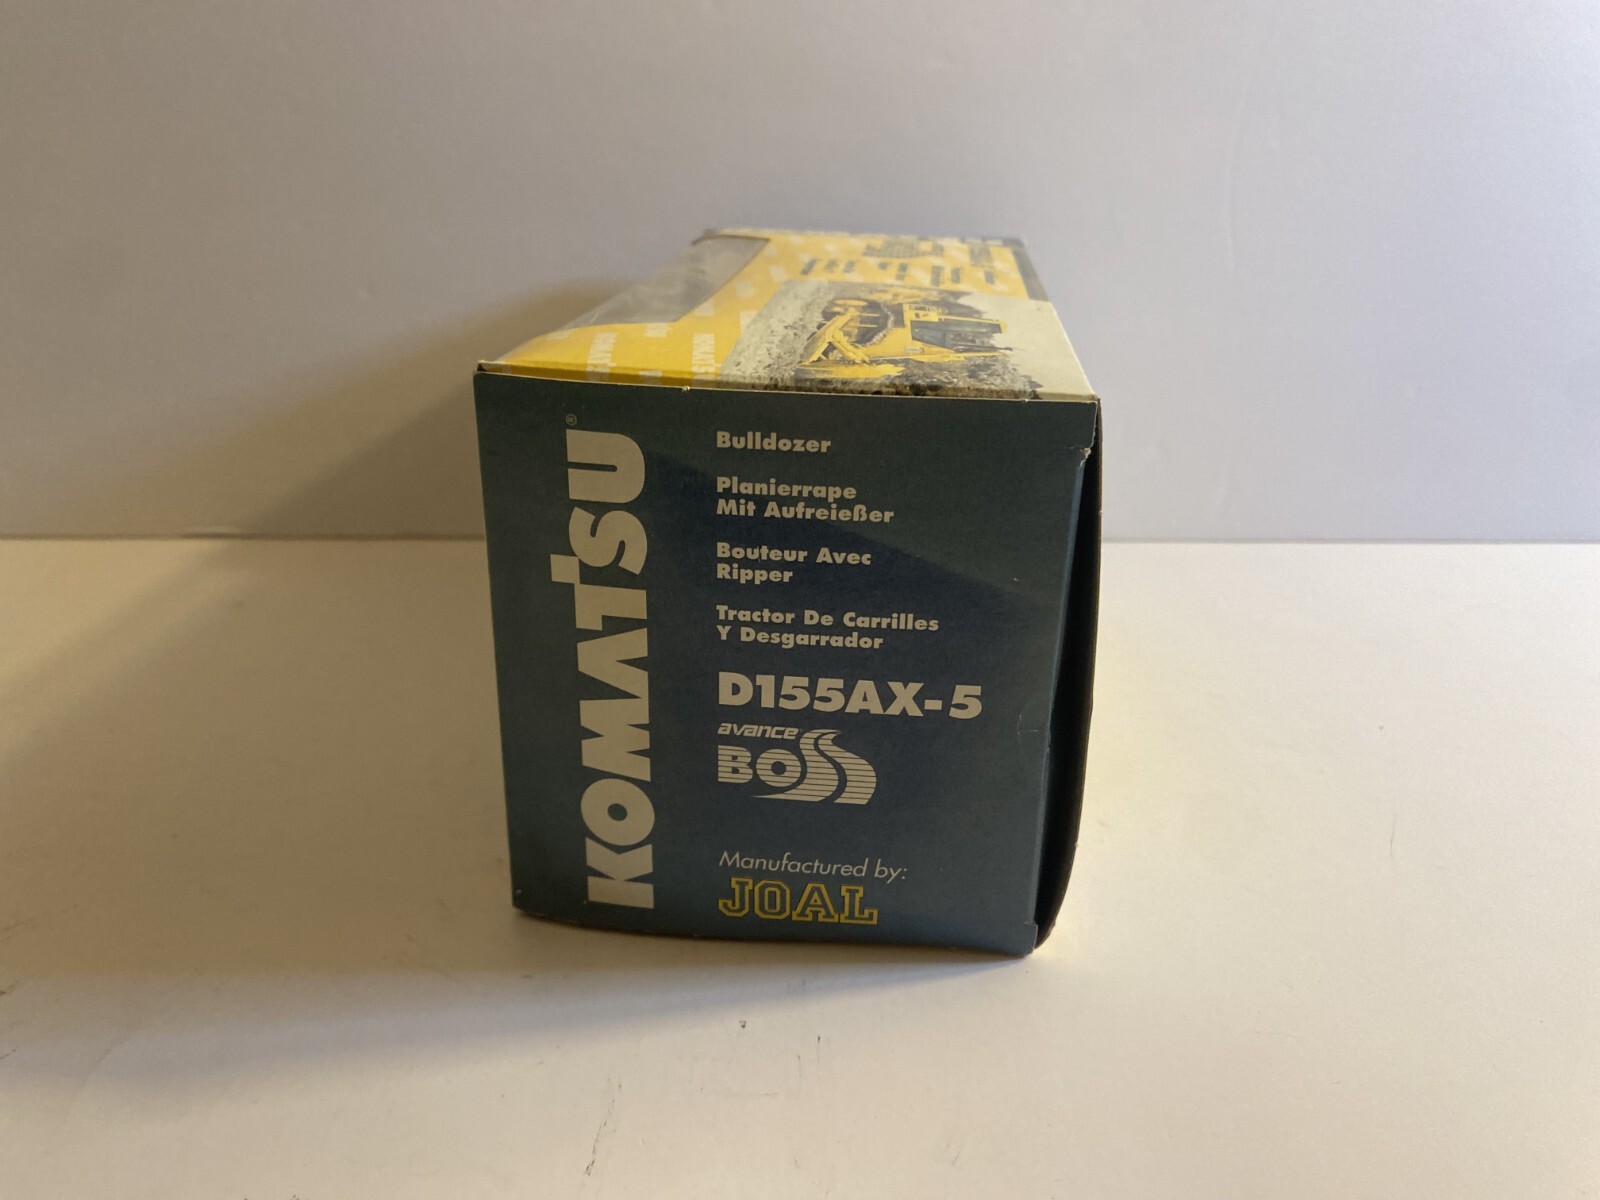 KOMATSU
Bulldozer
Planierrape
Mit Aufreießer
Bouteur Avec
Ripper
Tractor De Carrilles
Y Desgarrador
D155AX-5
avance
BOSS
Manufactured by:
JOAL